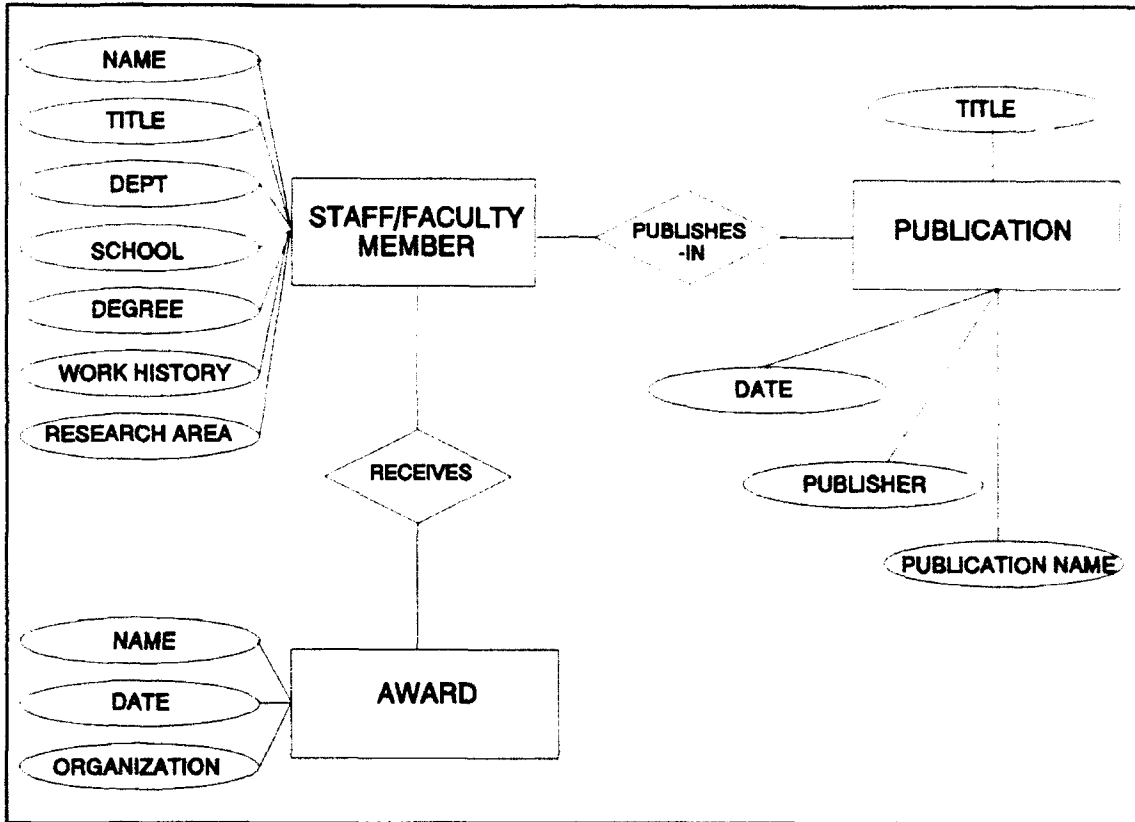 NAME
TITLE
DEPT
SCHOOL
DEGREE
WORK HISTORY
RESEARCH AREA
STAFF/FACULTY
MEMBER
PUBLISHES
-IN
TITLE
PUBLICATION
DATE
PUBLISHER
PUBLICATION NAME
RECEIVES
NAME
DATE
ORGANIZATION
AWARD